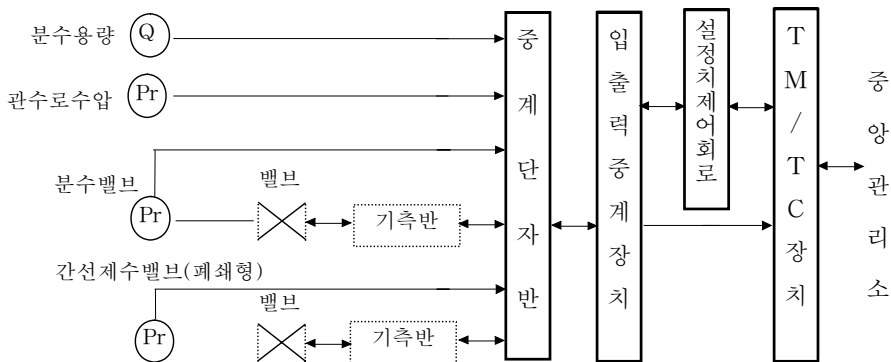 분수용량
Q
관수로수압
Pr
분수밸브
Pr
밸브
기측반
간선제수밸브(폐쇄형)
Pr
밸브
기측반
중계단자반
입출력중계장치
설정치제어회로
TM/TC장치
중앙관리소